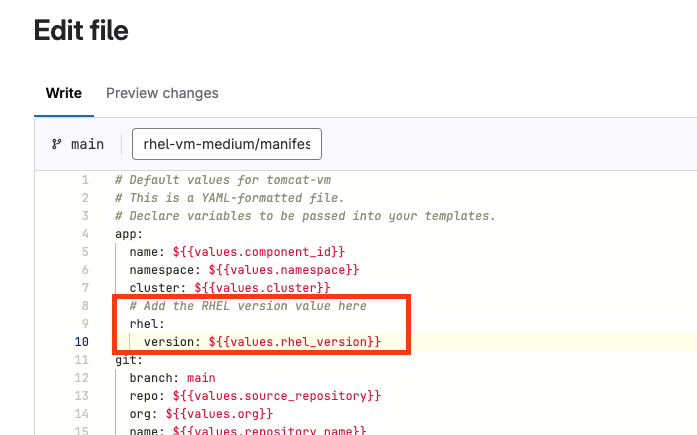 Edit file
Write Preview changes
main rhel-vm-medium/manifes
1 # Default values for tomcat-vm
2 # This is a YAML-formatted file.
3 # Declare variables to be passed into your templates.
4 app:
5 name: ${{values.component_id}}
6 namespace: ${{values.namespace}}
7 cluster: ${{values.cluster}}
8 # Add the RHEL version value here
9 rhel:
10 version: ${{values.rhel_version}}
11 git:
12 branch: main
13 repo: ${{values.source_repository}}
14 org: ${{values.org}}
15 name: ${{values.repository_name}}